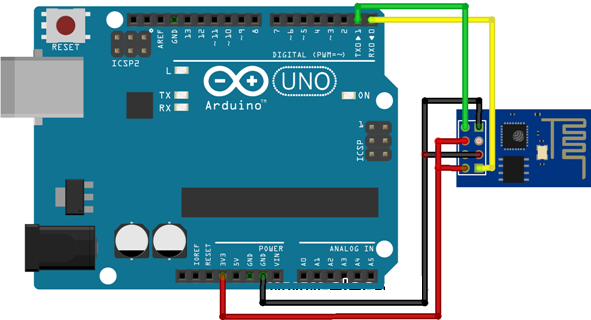 RESET
ICSP2
AREF
GND
13
12
~11
~10
~9
8
7
~6
~5
4
~3
2
TXO▶1
RXO◀0
DIGITAL (PWM=~)
L
TX
RX
UNO
Arduino™
ON
1
ICSP
IOREF
RESET
3V3
5V
GND
GND
VIN
POWER
ANALOG IN
A0
A1
A2
A3
A4
A5